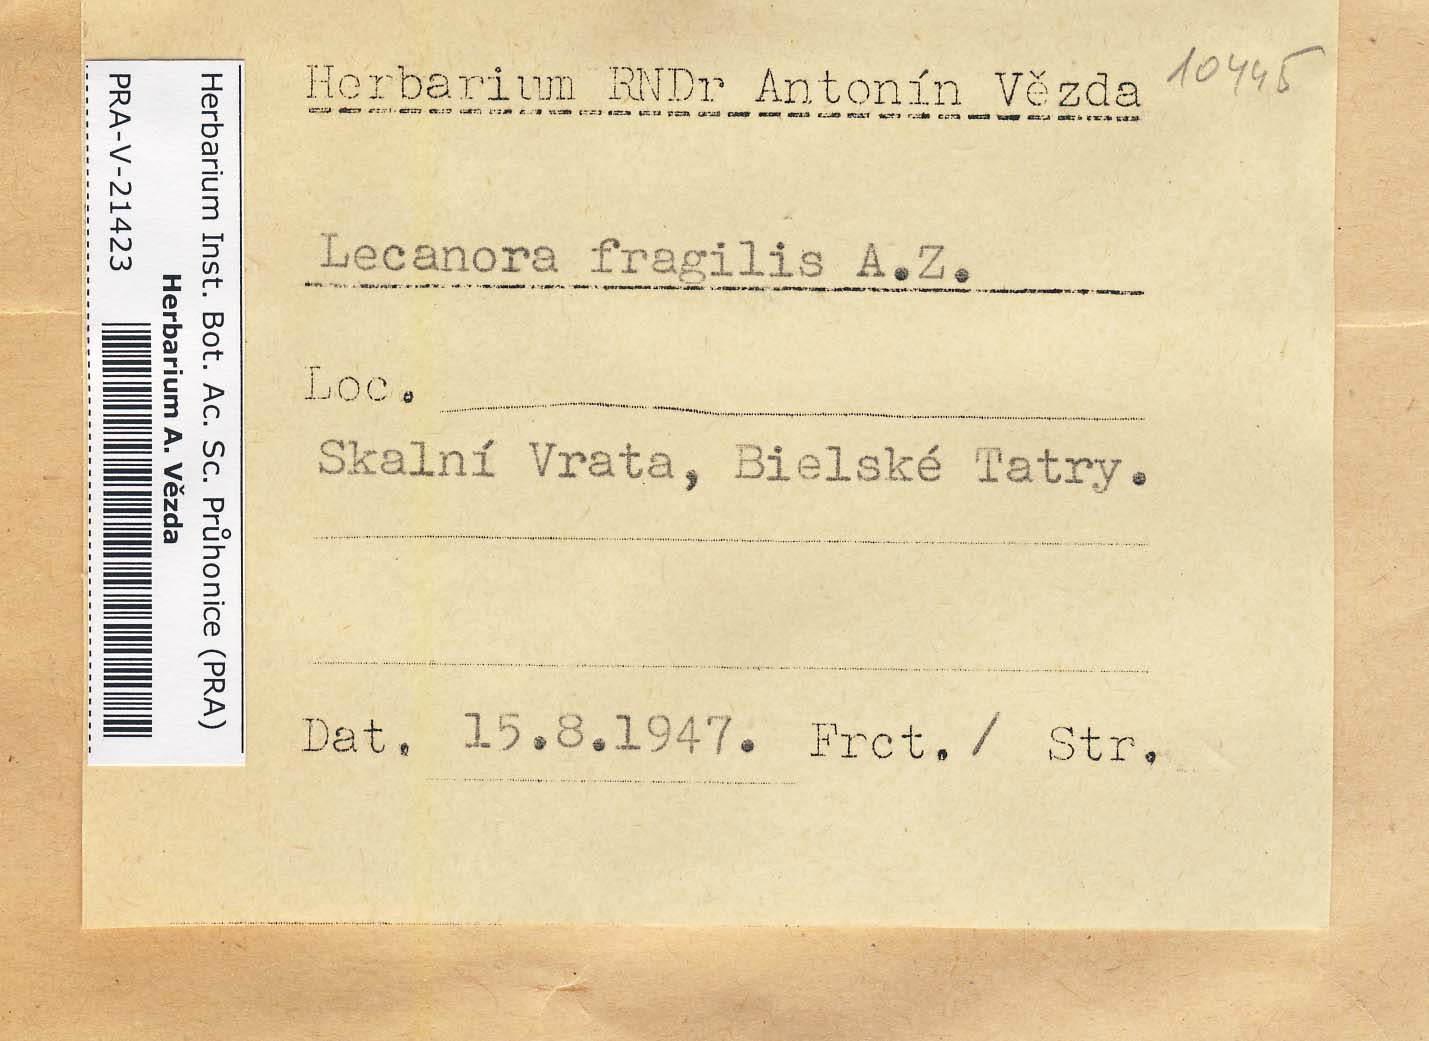 Herbarium RNDr Antonín Vězda
10445
Lecanora fragilis A.Z.
Loc.
Skalní Vrata, Bielské Tatry.
Dat. 15.8.1947. Frct./ Str.
Herbarium Inst. Bot. Ac. Sc. Průhonice (PRA)
Herbarium A. Vězda
PRA-V-21423